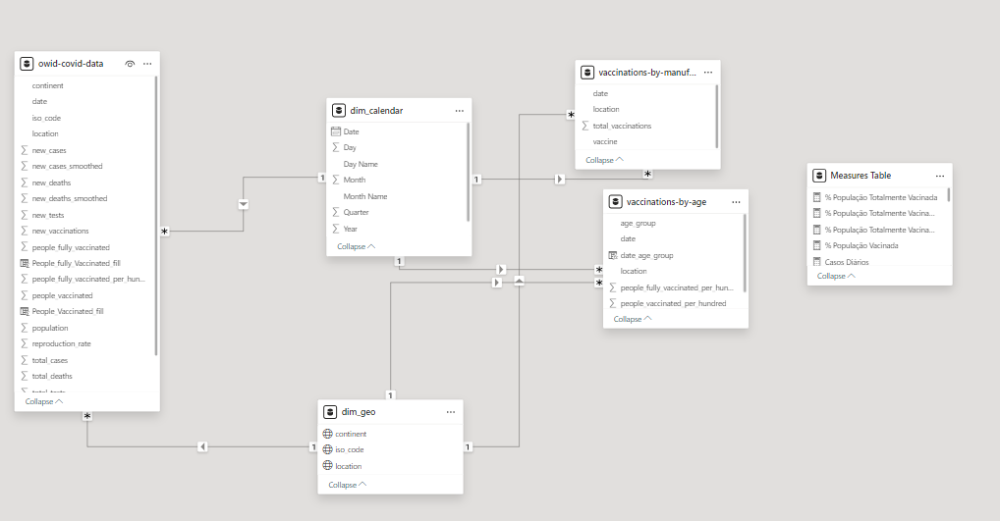 owid-covid-data
continent
date
iso_code
location
new_cases
new_cases_smoothed
new_deaths
new_deaths_smoothed
new_tests
new_vaccinations
people_fully_vaccinated
People_fully_Vaccinated_fill
people_fully_vaccinated_per_hun...
people_vaccinated
People_Vaccinated_fill
population
reproduction_rate
total_cases
total_deaths
total_tests
Collapse
*
*
1
1
1
dim_calendar
Date
Day
Day Name
Month
Month Name
Quarter
Year
Collapse
1
1
1
dim_geo
continent
iso_code
location
Collapse
vaccinations-by-manuf...
date
location
total_vaccinations
vaccine
Collapse
*
*
vaccinations-by-age
age_group
date
date age_group
location
people_fully_vaccinated_per_hun...
people_vaccinated_per_hundred
Collapse
*
*
Measures Table
% População Totalmente Vacinada
% População Totalmente Vacina...
% População Totalmente Vacina...
% População Vacinada
Casos Diários
Collapse